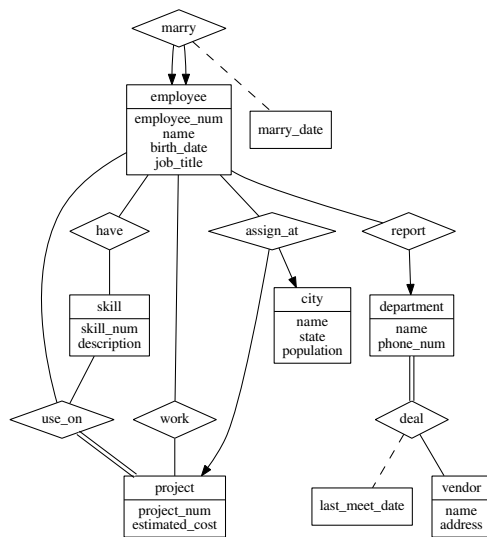 marry
employee
employee_num
name
birth_date
job_title
marry_date
have
assign_at
report
skill
skill_num
description
city
name
state
population
department
name
phone_num
use_on
work
deal
project
project_num
estimated_cost
last_meet_date
vendor
name
address